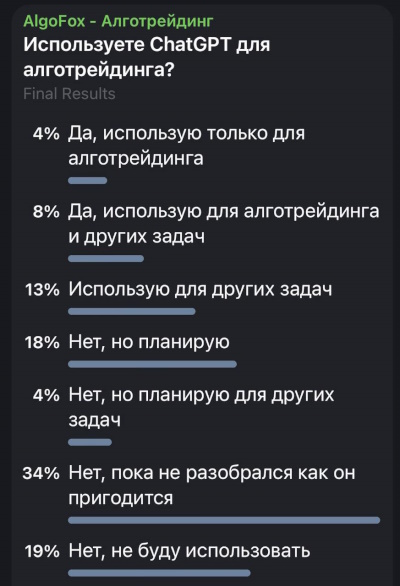 AlgoFox - Алготрейдинг
Используете ChatGPT для
алготрейдинга?
Final Results
4% Да, использую только для
алготрейдинга
8% Да, использую для алготрейдинга
и других задач
13% Использую для других задач
18% Нет, но планирую
4% Нет, но планирую для других
задач
34% Нет, пока не разобрался как он
пригодится
19% Нет, не буду использовать